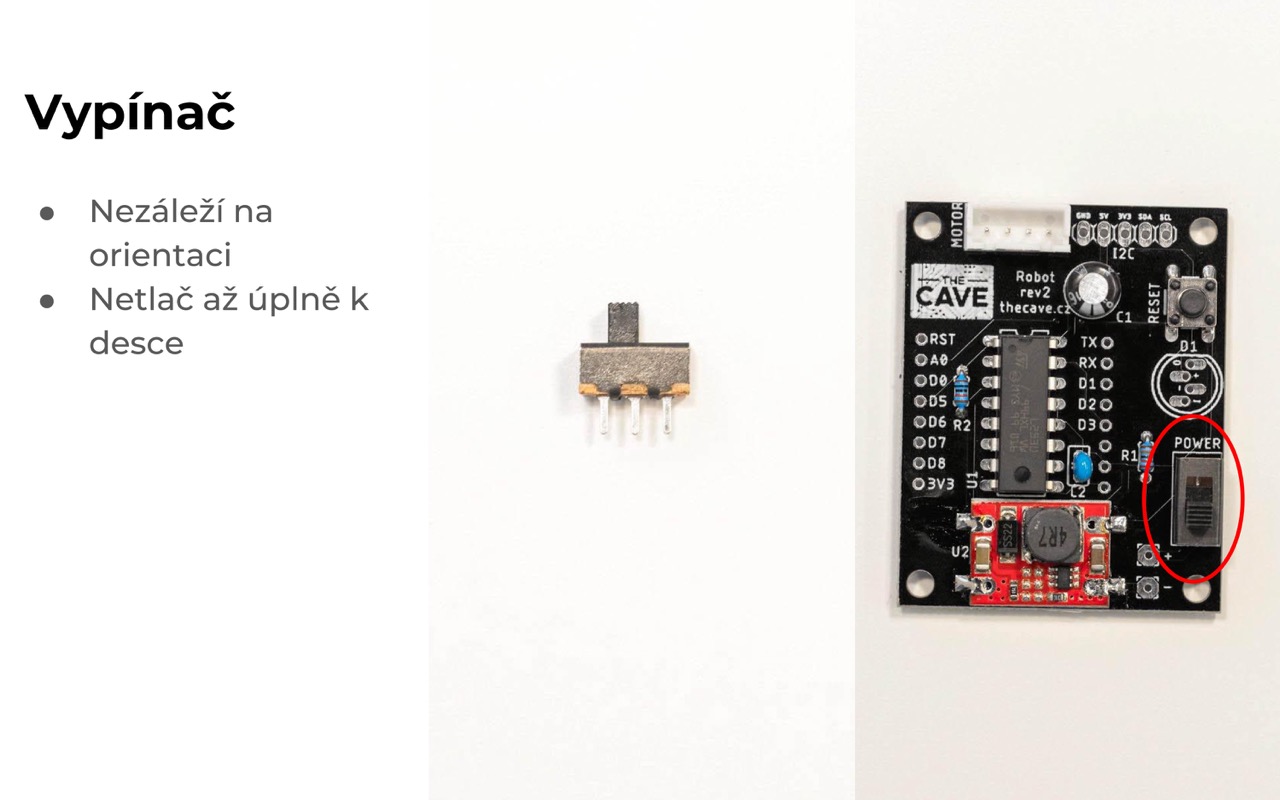 Vypínač
● Nezáleží na
orientaci
● Netlač až úplně k
desce
MOTOR
GND 5V 3V3 SDA SCL
I2C
THE
CAVE
Robot
rev2
thecave.cz
C1
RESET
RST
A0
D0
D5
D6
D7
D8
3V3
TX
RX
D1
D2
D3
D1
R2
U1
C2
R1
POWER
U2
SS22
4R7
+
-